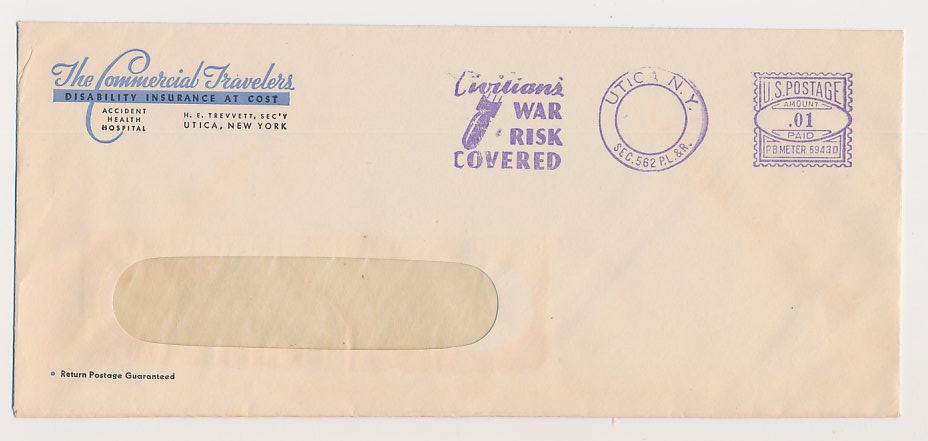 The Commercial Travelers
DISABILITY INSURANCE AT COST
ACCIDENT
HEALTH
HOSPITAL
H. E. TREVVETT, SEC'Y
UTICA, NEW YORK
Civilians
WAR
RISK
COVERED
UTICA N.Y.
SEC. 562 P.L.&R.
U.S. POSTAGE
AMOUNT
.01
PAID
P.B. METER 59430
Return Postage Guaranteed